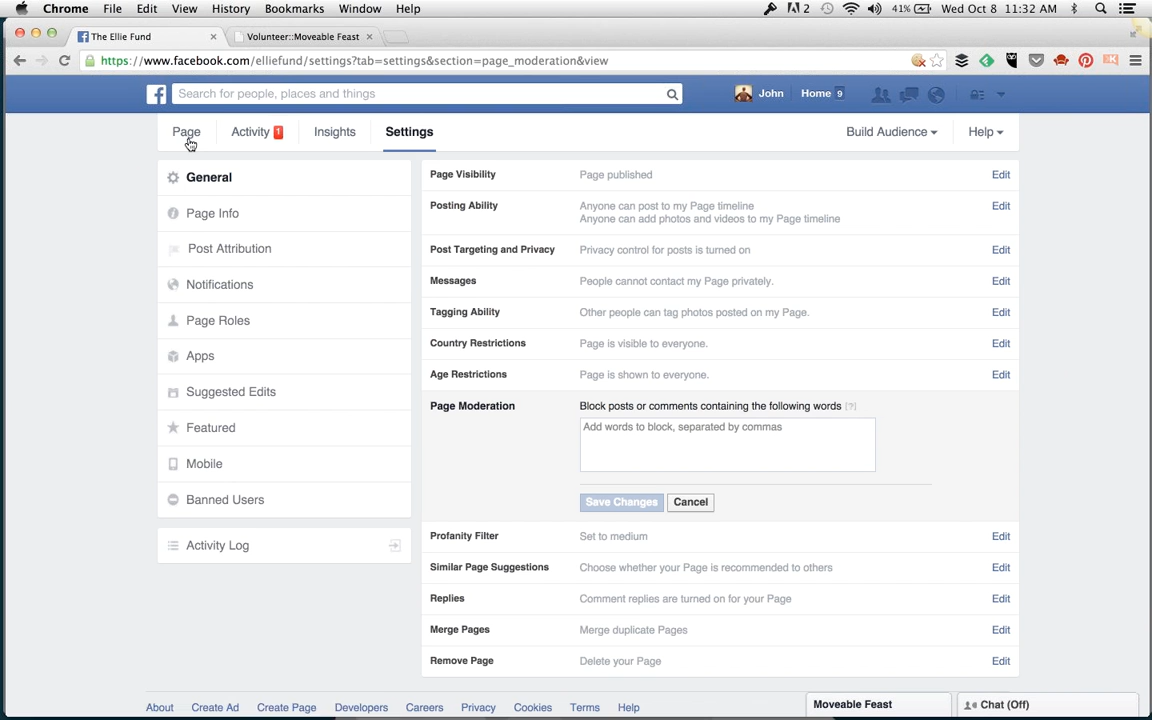 Chrome File Edit View History Bookmarks Window Help 2 41% Wed Oct 8 11:32 AM
The Ellie Fund × Volunteer::Moveable Feast ×
https://www.facebook.com/elliefund/settings?tab=settings&section=page_moderation&view
Search for people, places and things John Home 9
Page Activity 1 Insights Settings Build Audience Help
General
Page Info
Post Attribution
Notifications
Page Roles
Apps
Suggested Edits
Featured
Mobile
Banned Users
Activity Log
Page Visibility Page published Edit
Posting Ability Anyone can post to my Page timeline Edit
Anyone can add photos and videos to my Page timeline
Post Targeting and Privacy Privacy control for posts is turned on Edit
Messages People cannot contact my Page privately. Edit
Tagging Ability Other people can tag photos posted on my Page. Edit
Country Restrictions Page is visible to everyone. Edit
Age Restrictions Page is shown to everyone. Edit
Page Moderation Block posts or comments containing the following words [?]
Add words to block, separated by commas
Save Changes Cancel
Profanity Filter Set to medium Edit
Similar Page Suggestions Choose whether your Page is recommended to others Edit
Replies Comment replies are turned on for your Page Edit
Merge Pages Merge duplicate Pages Edit
Remove Page Delete your Page Edit
About Create Ad Create Page Developers Careers Privacy Cookies Terms Help
Moveable Feast Chat (Off)